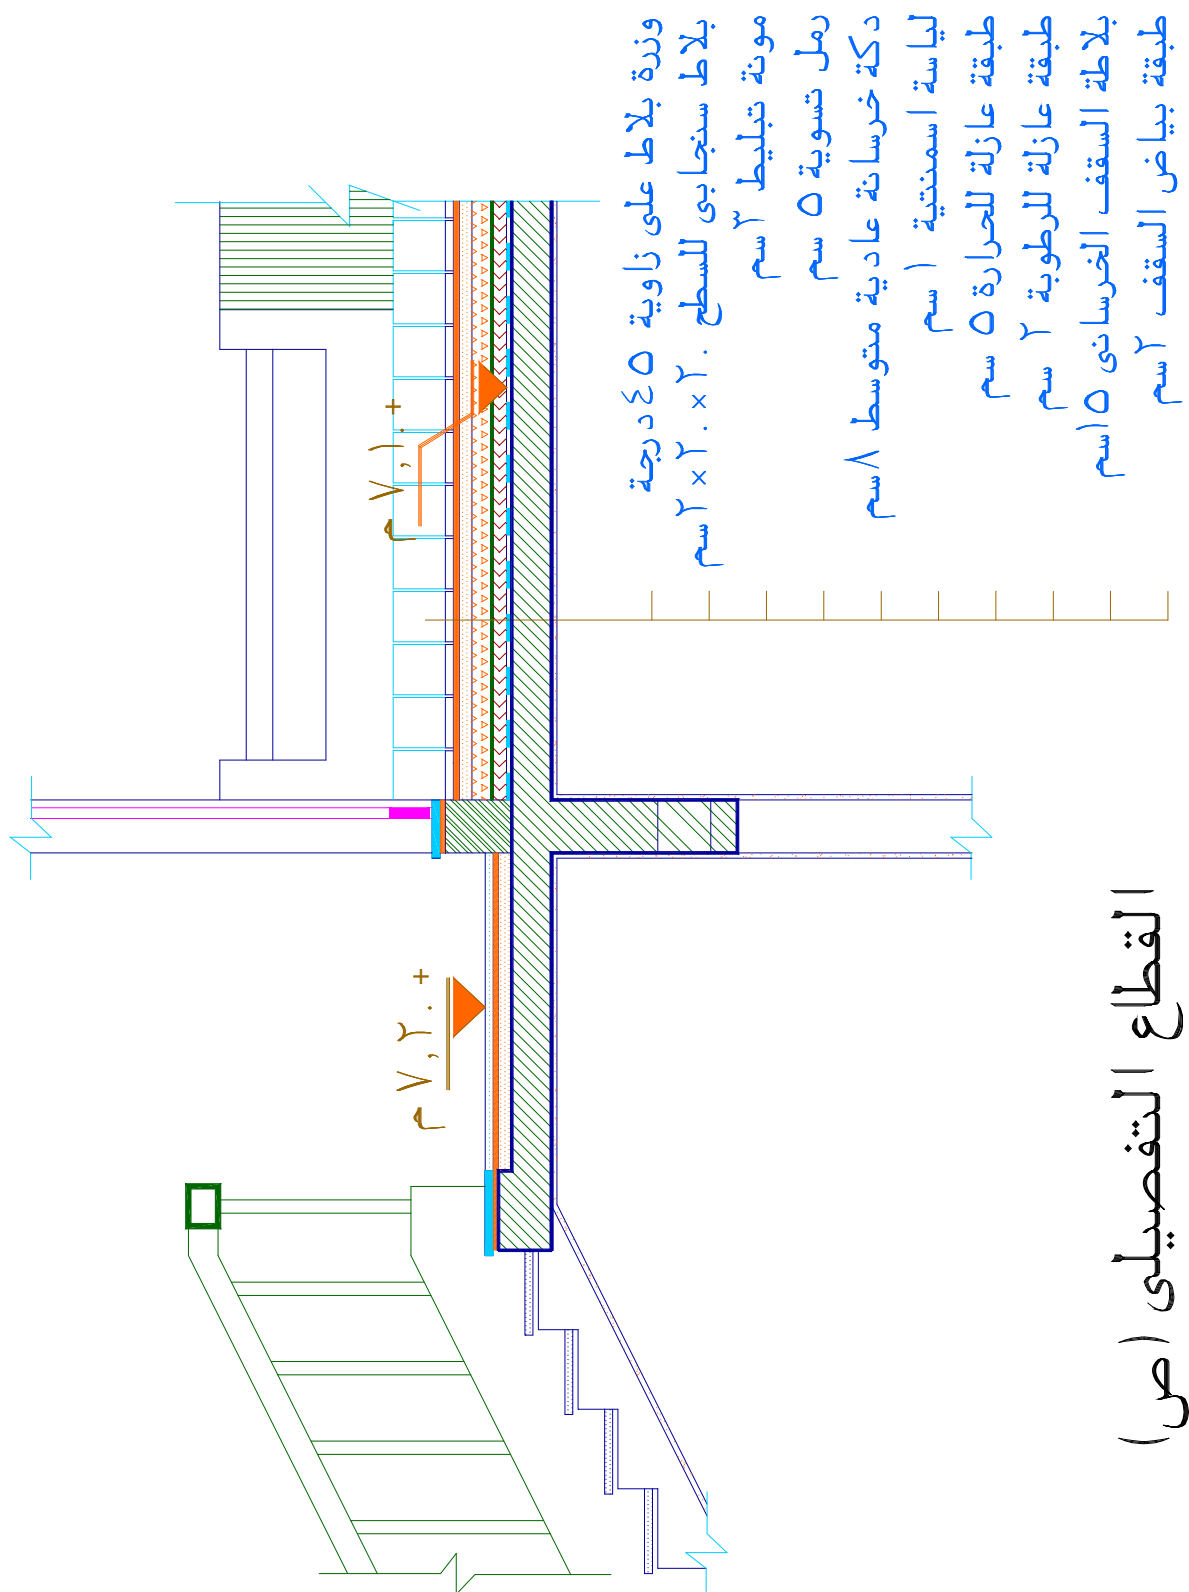 وزرة بلاط على زاوية ٤٥ درجة
بلاط سنجابى للسطح ٢٠×٢٠×٢سم
مونة تبليط ٣سم
رمل تسوية ٥ سم
دكة خرسانة عادية متوسط ٨سم
لياسة اسمنتية ١ سم
طبقة عازلة للحرارة ٥ سم
طبقة عازلة للرطوبة ٢ سم
بلاطة السقف الخرسانى ١٥سم
طبقة بياض السقف ٢سم
+٧,١٠ م
+٧,٢٠ م
القطاع التفصيلى (ص)